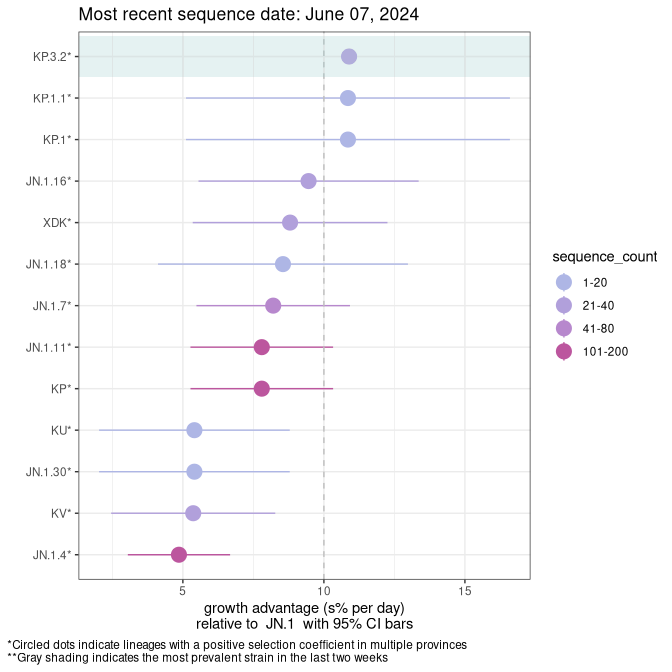 Most recent sequence date: June 07, 2024
KP.3.2*
KP.1.1*
KP.1*
JN.1.16*
XDK*
JN.1.18*
JN.1.7*
JN.1.11*
KP*
KU*
JN.1.30*
KV*
JN.1.4*
5 10 15
growth advantage (s% per day)
relative to JN.1 with 95% CI bars
sequence_count
1-20
21-40
41-80
101-200
*Circled dots indicate lineages with a positive selection coefficient in multiple provinces
**Gray shading indicates the most prevalent strain in the last two weeks